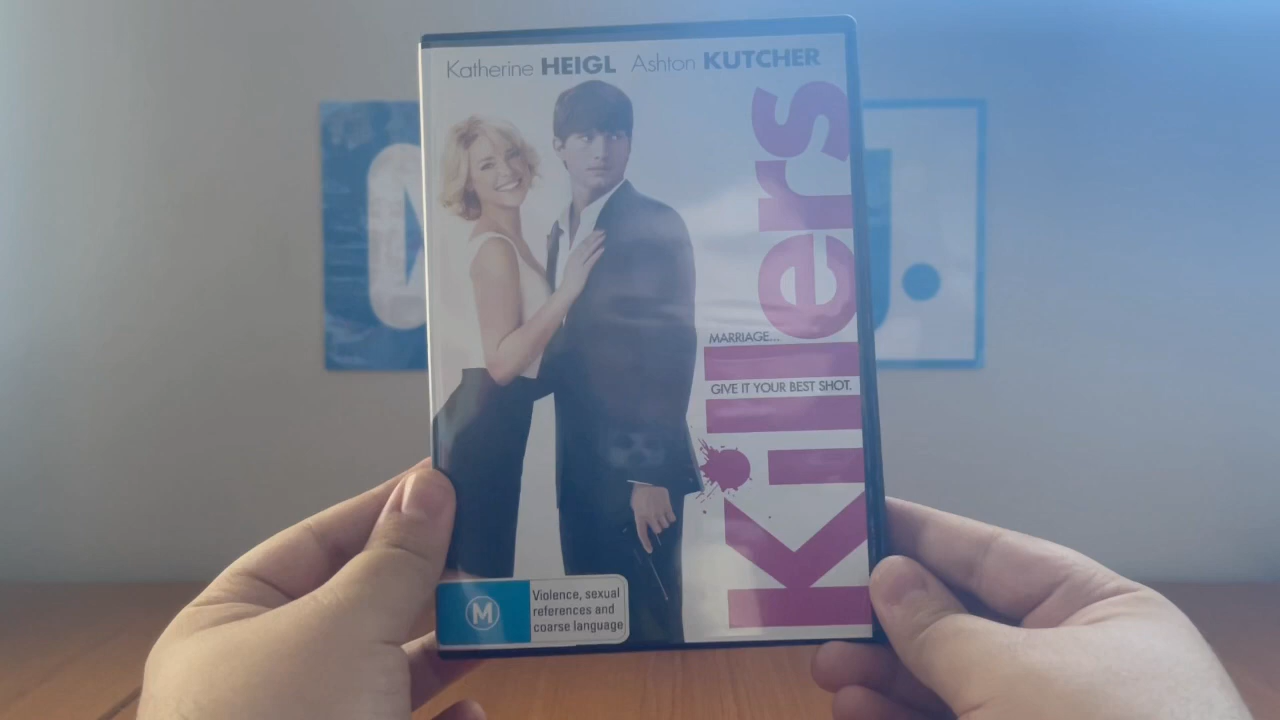 Katherine HEIGL Ashton KUTCHER
killers
MARRIAGE...
GIVE IT YOUR BEST SHOT.
M
Violence, sexual
references and
coarse language